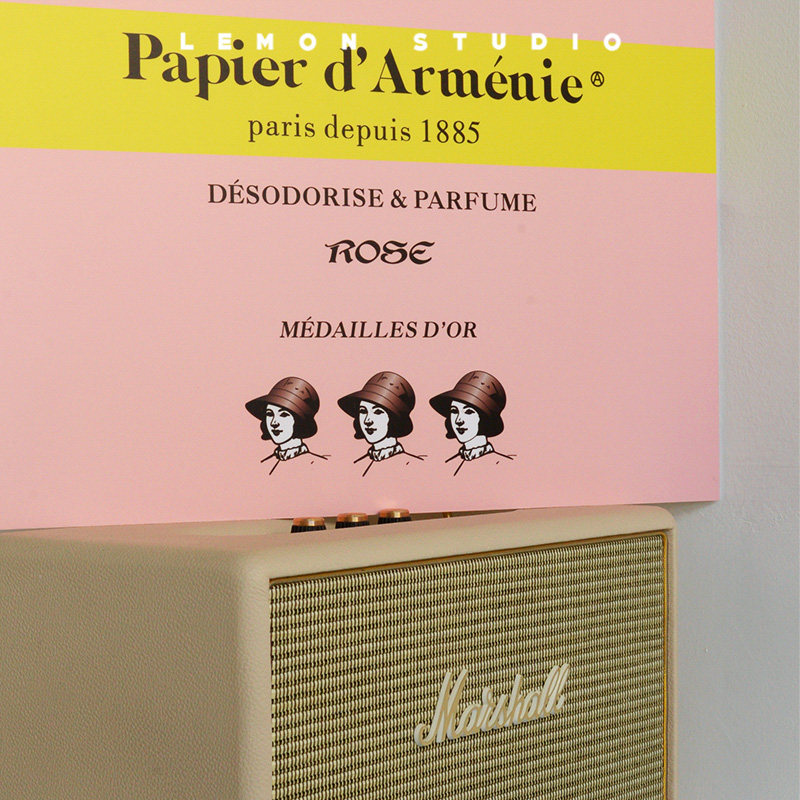 LEMON STUDIO
Papier d'Arménie Ⓐ
paris depuis 1885
DÉSODORISE & PARFUME
ROSE
MÉDAILLES D'OR
Marshall